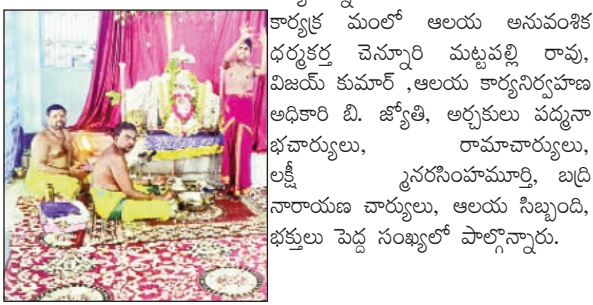 కార్యక్ర మంలో ఆలయ అనువంశిక
ధర్మకర్త చెన్నూరి మట్టపల్లి రావు,
విజయ్ కుమార్ ,ఆలయ కార్యనిర్వహణ
అధికారి బి. జ్యోతి, అర్చకులు పద్మనా
భచార్యులు, రామాచార్యులు,
లక్ష్మీ ్మనరసింహమూర్తి, బద్రి
నారాయణ చార్యులు, ఆలయ సిబ్బంది,
భక్తులు పెద్ద సంఖ్యలో పాల్గొన్నారు.